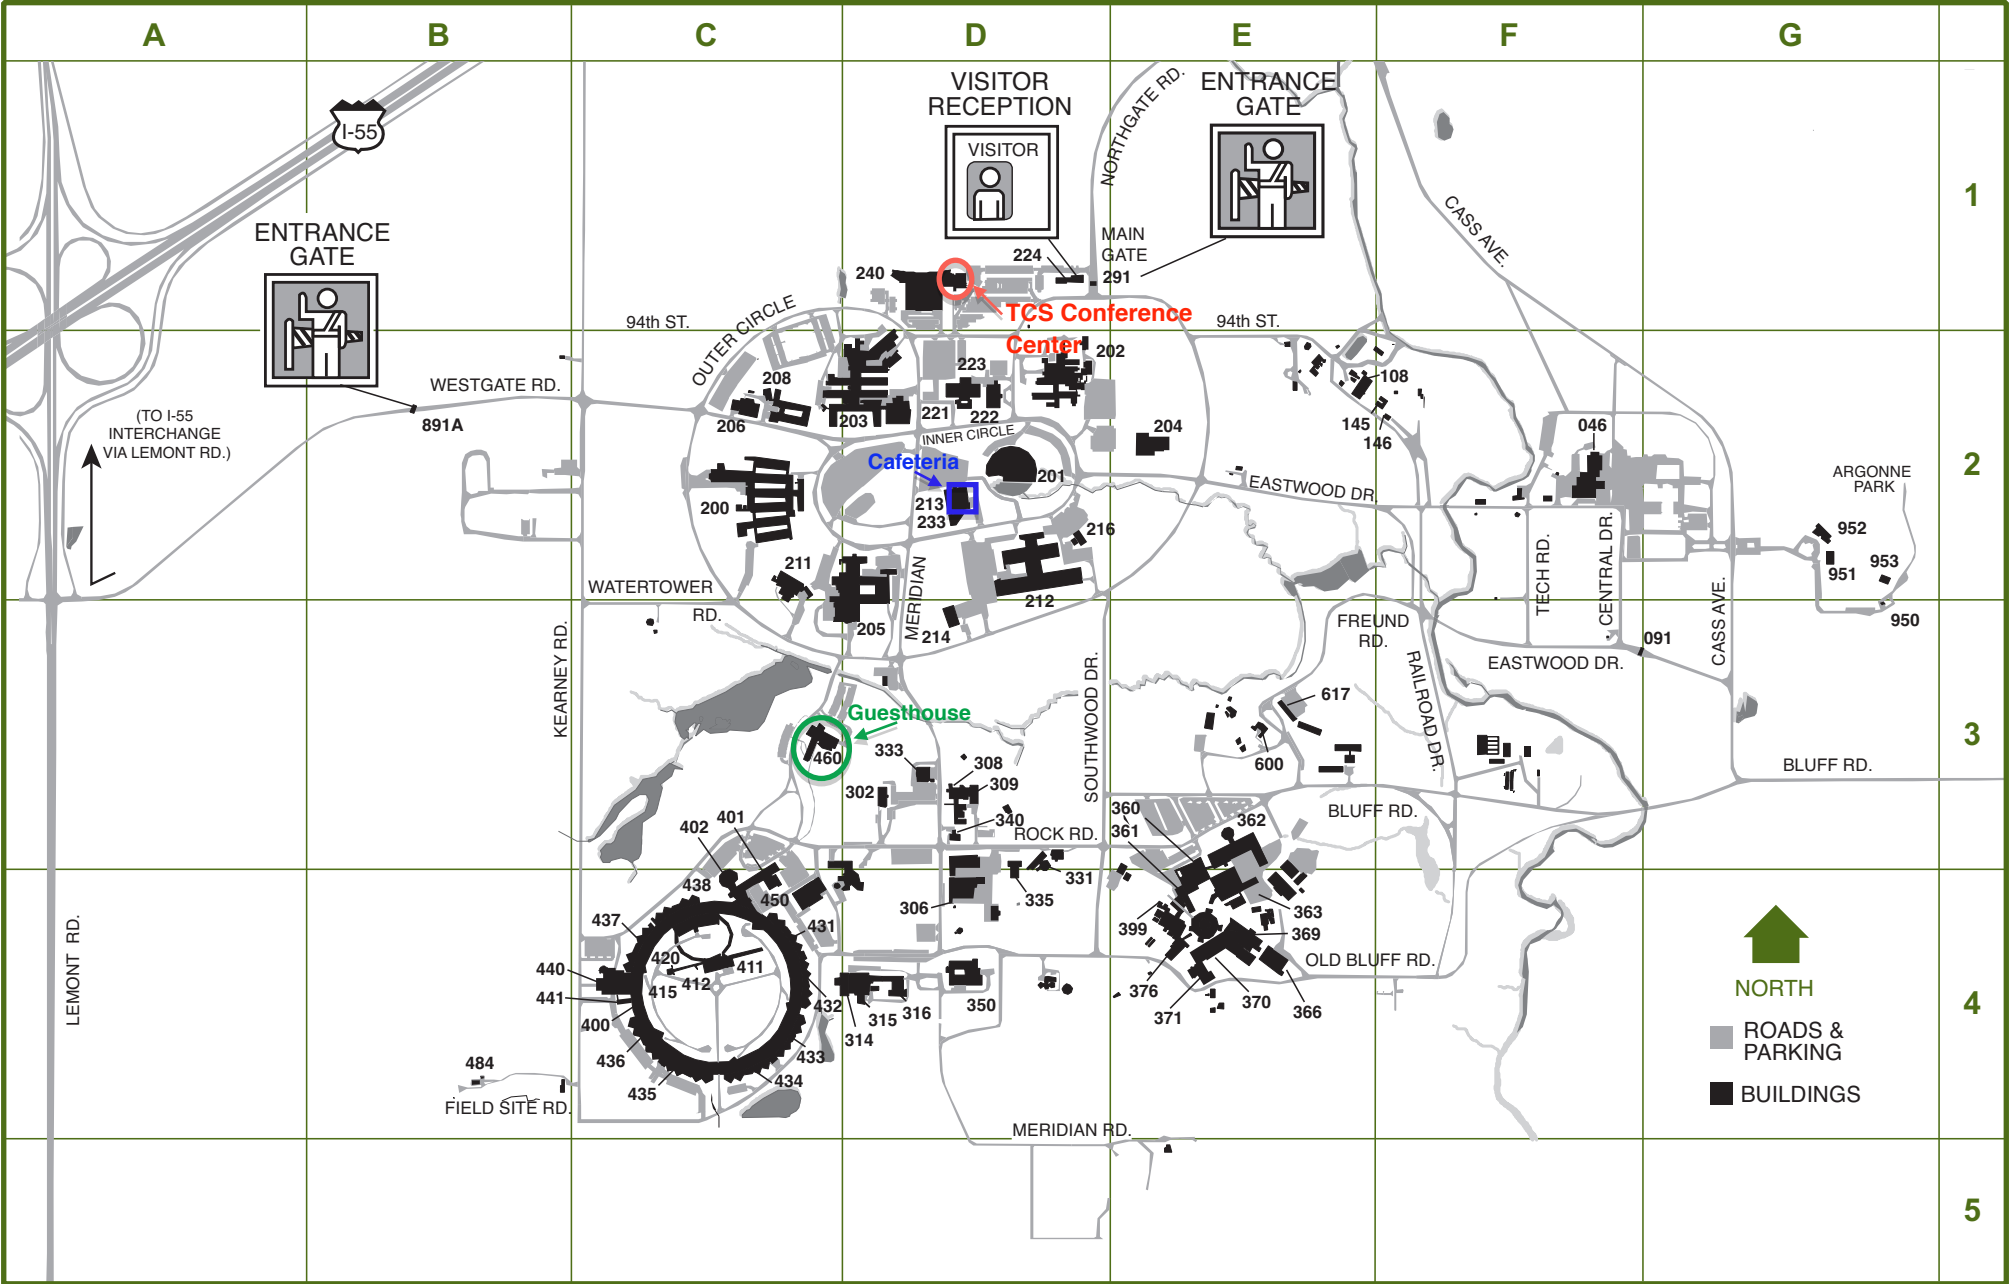 A B C D E F G
1
2
3
4
5
I-55
ENTRANCE
GATE
VISITOR
RECEPTION
VISITOR
ENTRANCE
GATE
NORTHGATE RD.
MAIN
GATE
CASS AVE.
224
291
240
TCS Conference
Center
94th ST.
94th ST.
OUTER CIRCLE
WESTGATE RD.
891A
(TO I-55
INTERCHANGE
VIA LEMONT RD.)
208
206
203
223
221
222
202
INNER CIRCLE
204
108
145
146
046
Cafeteria
201
213
233
200
EASTWOOD DR.
ARGONNE
PARK
216
211
212
952
951
953
950
WATERTOWER
RD.
MERIDIAN
205
214
TECH RD.
CENTRAL DR.
CASS AVE.
FREUND
RD.
091
EASTWOOD DR.
KEARNEY RD.
SOUTHWOOD DR.
RAILROAD DR.
617
600
Guesthouse
460
333
308
309
302
340
ROCK RD.
BLUFF RD.
BLUFF RD.
360
361
362
402
401
438
450
437
431
306
335
331
399
363
369
OLD BLUFF RD.
440
441
420
411
412
415
400
432
315
316
314
350
376
371
370
366
436
435
433
434
484
FIELD SITE RD.
LEMONT RD.
MERIDIAN RD.
NORTH
ROADS &
PARKING
BUILDINGS